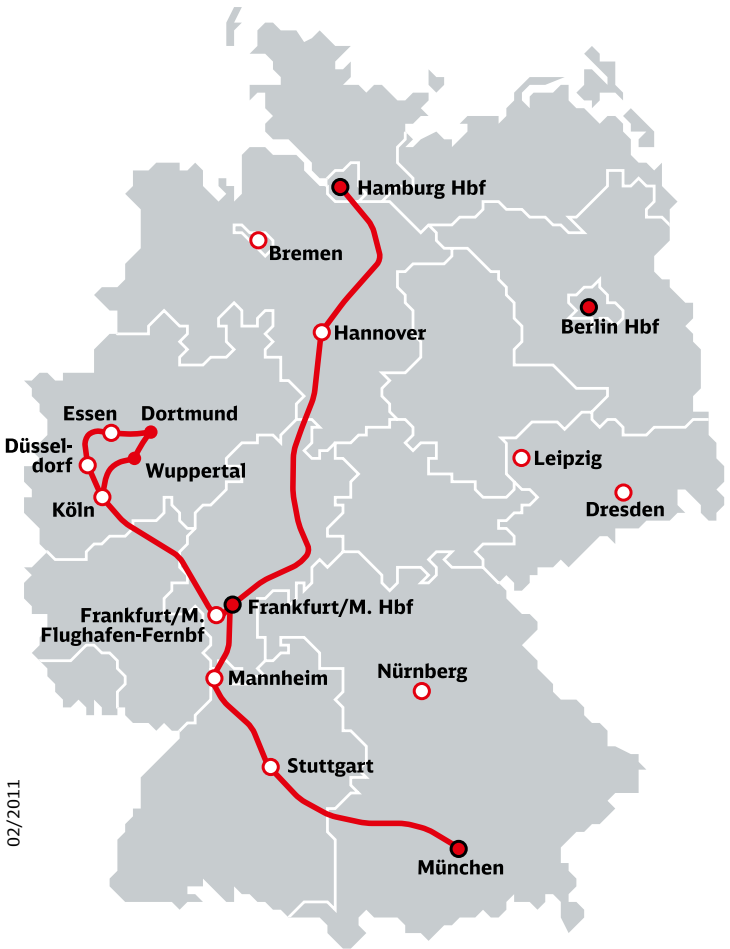 Hamburg Hbf
Bremen
Berlin Hbf
Hannover
Essen
Dortmund
Düssel-
dorf
Wuppertal
Leipzig
Köln
Dresden
Frankfurt/M. Hbf
Frankfurt/M.
Flughafen-Fernbf
Nürnberg
Mannheim
Stuttgart
02/2011
München